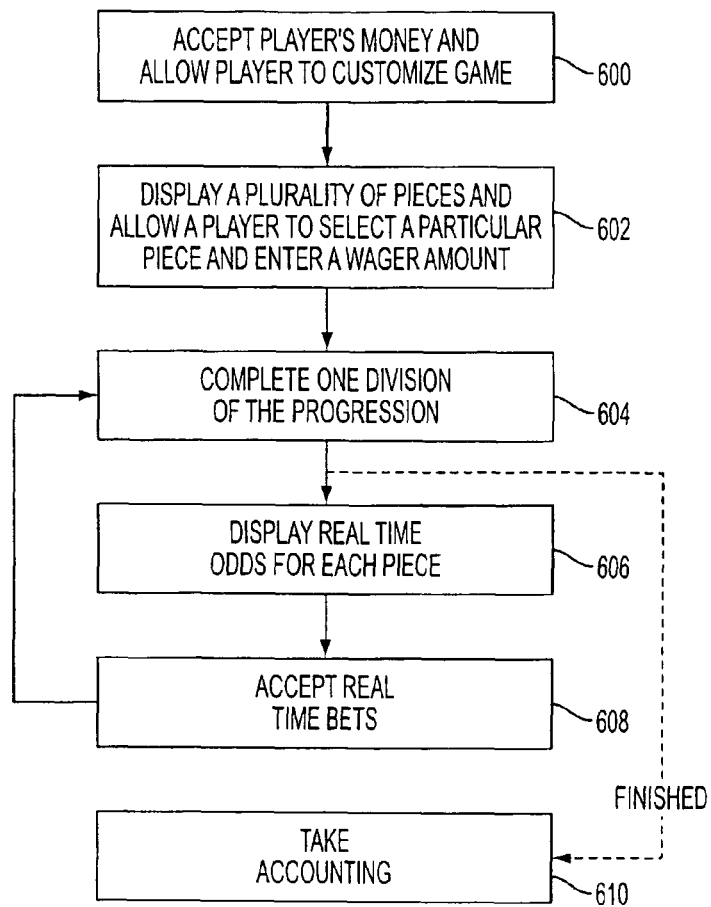 ACCEPT PLAYER'S MONEY AND
ALLOW PLAYER TO CUSTOMIZE GAME
600
DISPLAY A PLURALITY OF PIECES AND
ALLOW A PLAYER TO SELECT A PARTICULAR
PIECE AND ENTER A WAGER AMOUNT
602
COMPLETE ONE DIVISION
OF THE PROGRESSION
604
DISPLAY REAL TIME
ODDS FOR EACH PIECE
606
ACCEPT REAL
TIME BETS
608
FINISHED
TAKE
ACCOUNTING
610